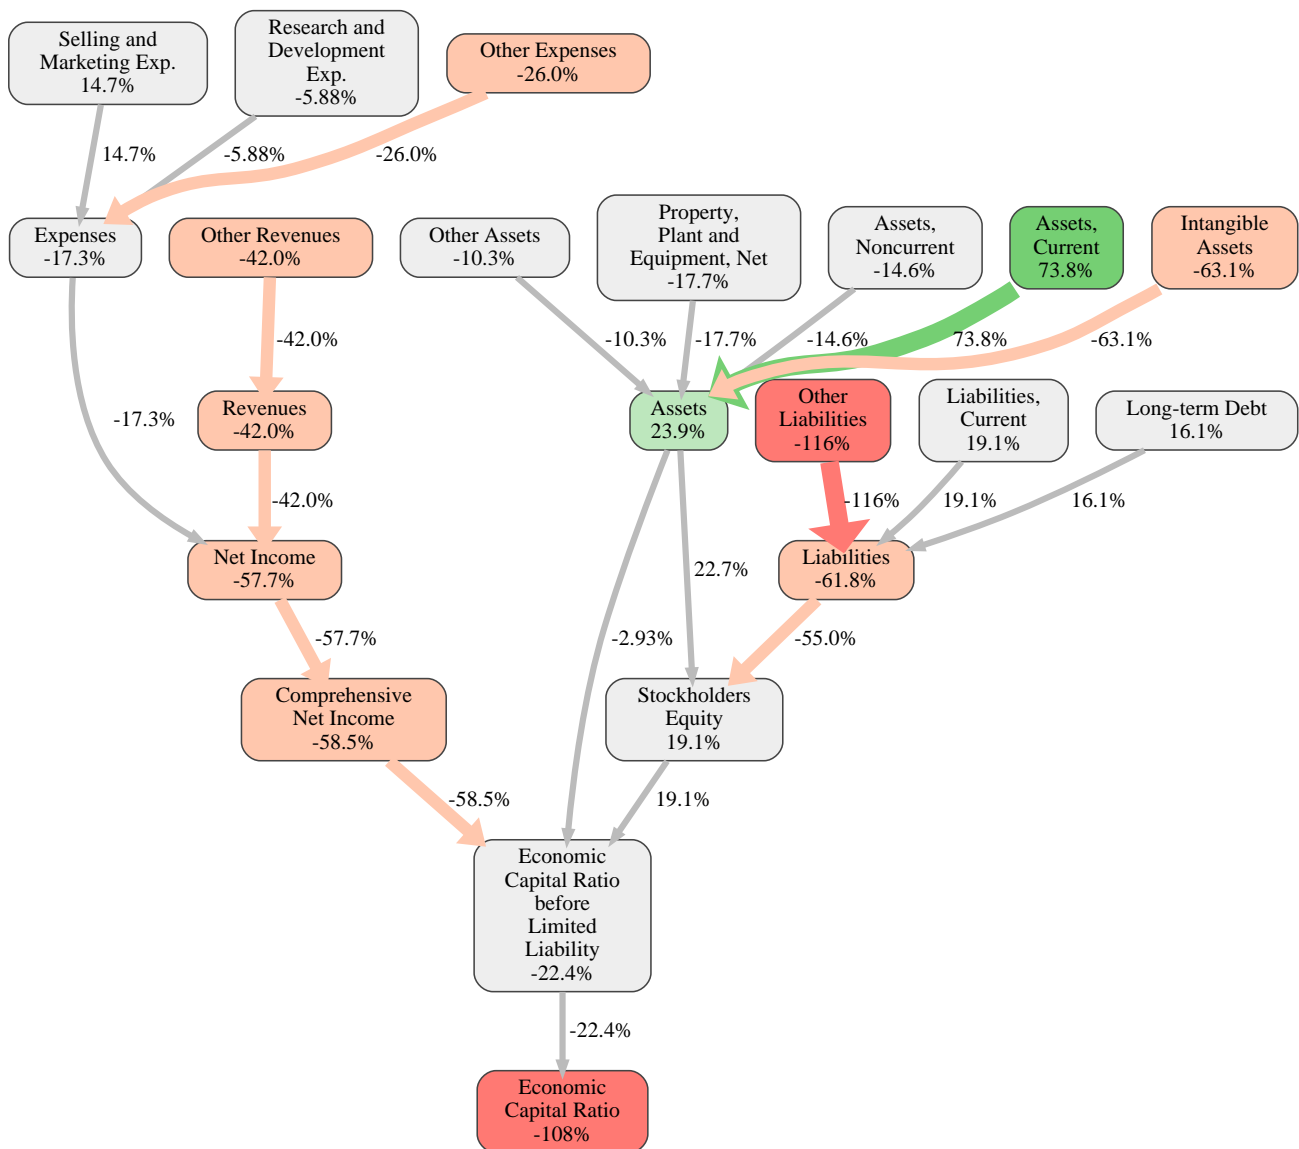 Selling and
Marketing Exp.
14.7%
Research and
Development
Exp.
-5.88%
Other Expenses
-26.0%
14.7%
-5.88%
-26.0%
Expenses
-17.3%
Other Revenues
-42.0%
Other Assets
-10.3%
Property,
Plant and
Equipment, Net
-17.7%
Assets,
Noncurrent
-14.6%
Assets,
Current
73.8%
Intangible
Assets
-63.1%
-42.0%
-10.3%
-17.7%
-14.6%
73.8%
-63.1%
-17.3%
Revenues
-42.0%
Assets
23.9%
Other
Liabilities
-116%
Liabilities,
Current
19.1%
Long-term Debt
16.1%
-42.0%
-116%
19.1%
16.1%
Net Income
-57.7%
22.7%
Liabilities
-61.8%
-57.7%
-2.93%
-55.0%
Comprehensive
Net Income
-58.5%
Stockholders
Equity
19.1%
-58.5%
19.1%
Economic
Capital Ratio
before
Limited
Liability
-22.4%
-22.4%
Economic
Capital Ratio
-108%